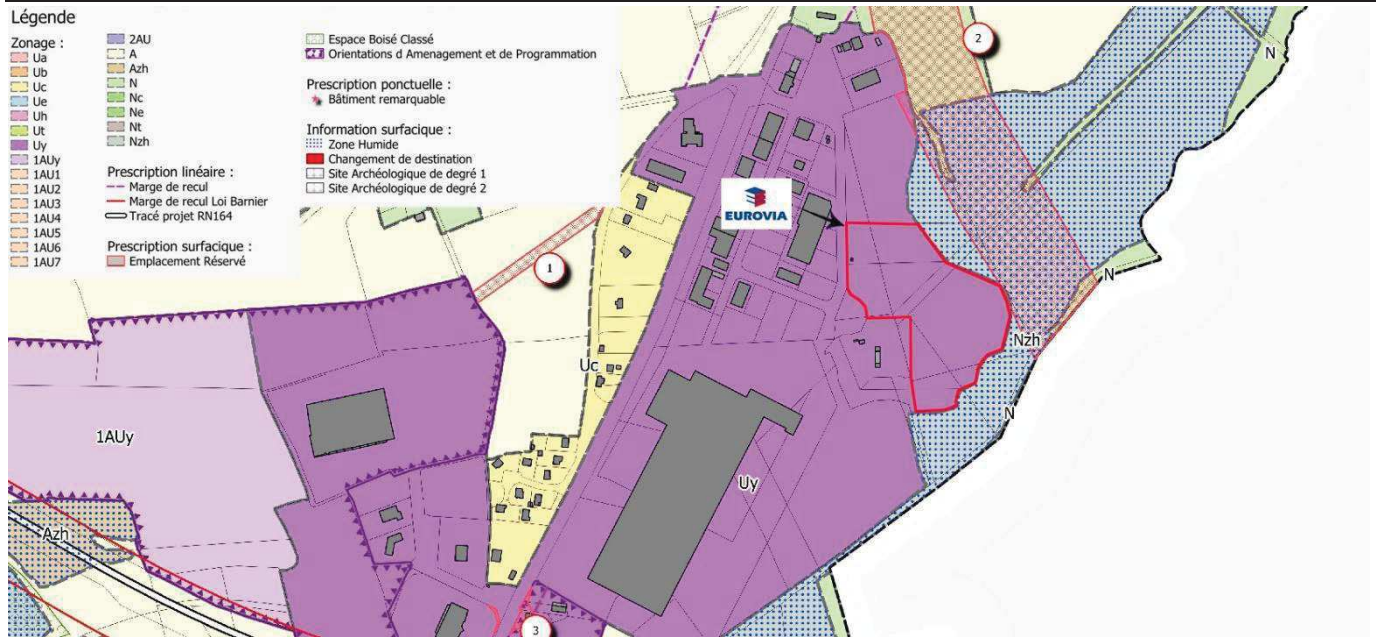 Légende
Zonage :
Ua
Ub
Uc
Ue
Uh
Ut
Uy
1AUy
1AU1
1AU2
1AU3
1AU4
1AU5
1AU6
1AU7
2AU
A
Azh
N
Nc
Ne
Nt
Nzh
Prescription linéaire :
Marge de recul
Marge de recul Loi Barnier
Tracé projet RN164
Prescription surfacique :
Emplacement Réservé
Espace Boisé Classé
Orientations d Amenagement et de Programmation
Prescription ponctuelle :
Bâtiment remarquable
Information surfacique :
Zone Humide
Changement de destination
Site Archéologique de degré 1
Site Archéologique de degré 2
2
N
EUROVIA
1
N
Nzh
Uc
N
1AUy
Uy
Azh
3